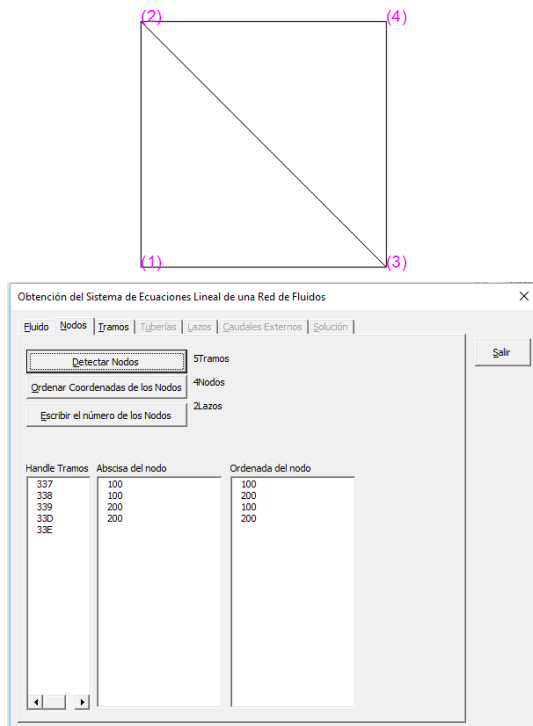 (2) (4)
(1) (3)
Obtención del Sistema de Ecuaciones Lineal de una Red de Fluidos
Fluido Nodos Tramos Tuberías Lazos Caudales Externos Solución
Salir
Detectar Nodos 5Tramos
Ordenar Coordenadas de los Nodos 4Nodos
Escribir el número de los Nodos 2Lazos
Handle Tramos Abscisa del nodo Ordenada del nodo
337 100 100
338 100 200
339 200 100
33D 200 200
33E